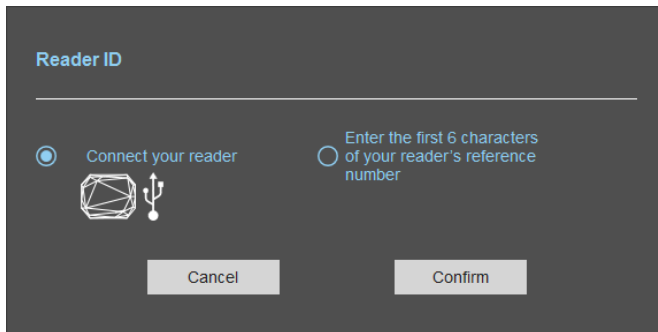 Reader ID
Connect your reader
Enter the first 6 characters
of your reader's reference
number
Cancel
Confirm